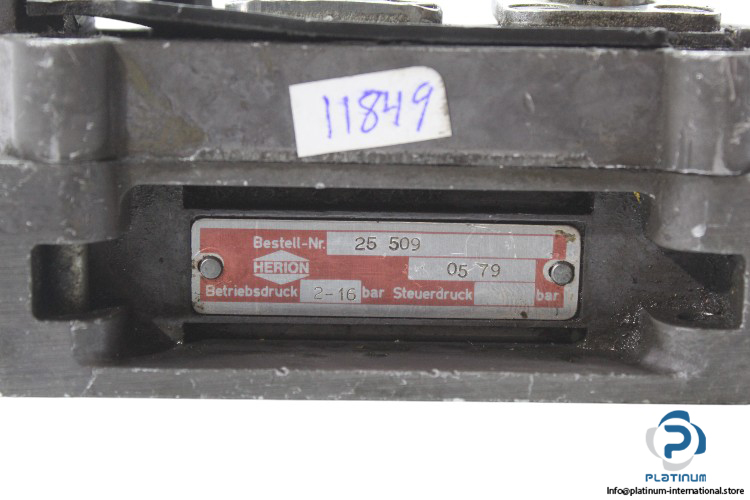 11849
Bestell-Nr. 25 509
HERION 05 79
Betriebsdruck 2-16 bar Steuerdruck bar
PLATINUM
Info@platinum-international.store